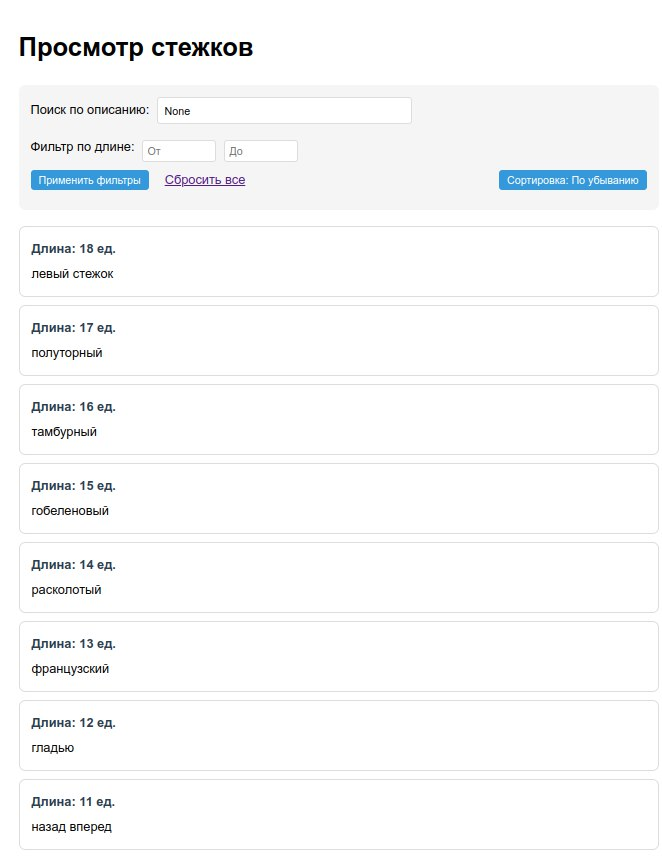 Просмотр стежков
Поиск по описанию: None
Фильтр по длине: От До
Применить фильтры Сбросить все Сортировка: По убыванию
Длина: 18 ед.
левый стежок
Длина: 17 ед.
полуторный
Длина: 16 ед.
тамбурный
Длина: 15 ед.
гобеленовый
Длина: 14 ед.
расколотый
Длина: 13 ед.
французский
Длина: 12 ед.
гладью
Длина: 11 ед.
назад вперед